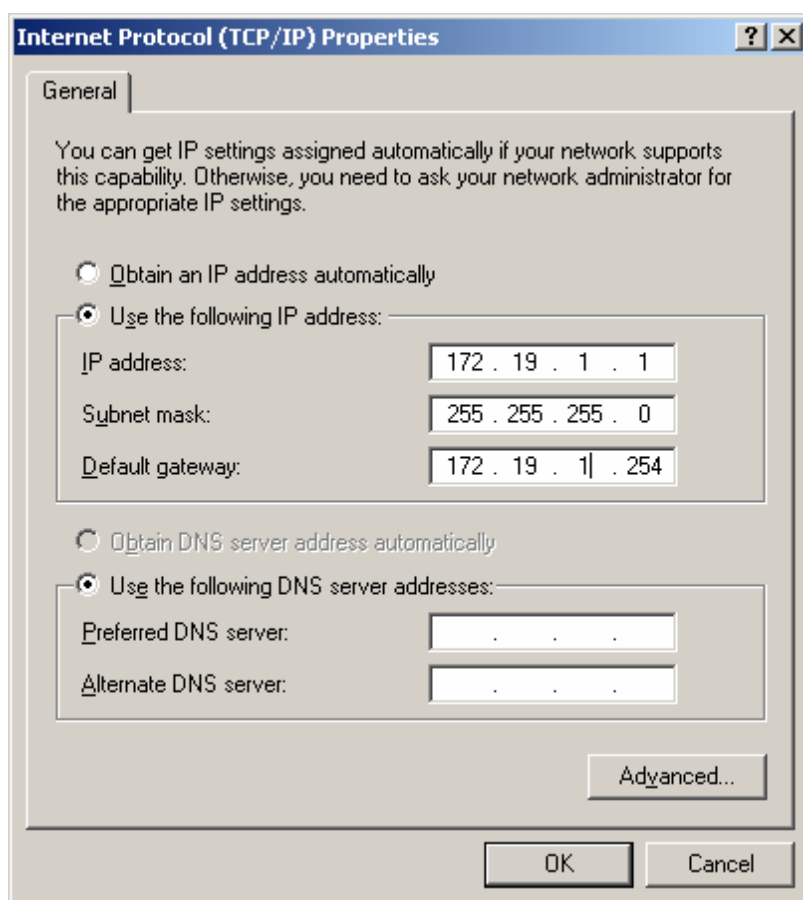 Internet Protocol (TCP/IP) Properties
General
You can get IP settings assigned automatically if your network supports
this capability. Otherwise, you need to ask your network administrator for
the appropriate IP settings.
Obtain an IP address automatically
Use the following IP address:
IP address: 172 . 19 . 1 . 1
Subnet mask: 255 . 255 . 255 . 0
Default gateway: 172 . 19 . 1 . 254
Obtain DNS server address automatically
Use the following DNS server addresses:
Preferred DNS server: . . .
Alternate DNS server: . . .
Advanced...
OK Cancel